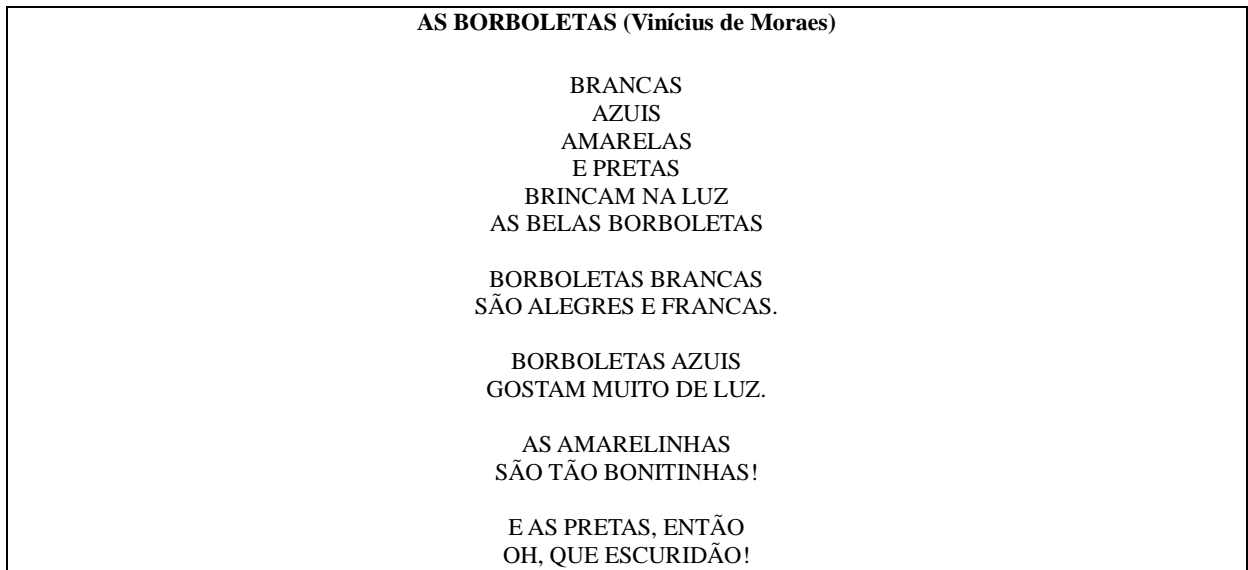 AS BORBOLETAS (Vinícius de Moraes)
BRANCAS
AZUIS
AMARELAS
E PRETAS
BRINCAM NA LUZ
AS BELAS BORBOLETAS
BORBOLETAS BRANCAS
SÃO ALEGRES E FRANCAS.
BORBOLETAS AZUIS
GOSTAM MUITO DE LUZ.
AS AMARELINHAS
SÃO TÃO BONITINHAS!
E AS PRETAS, ENTÃO
OH, QUE ESCURIDÃO!